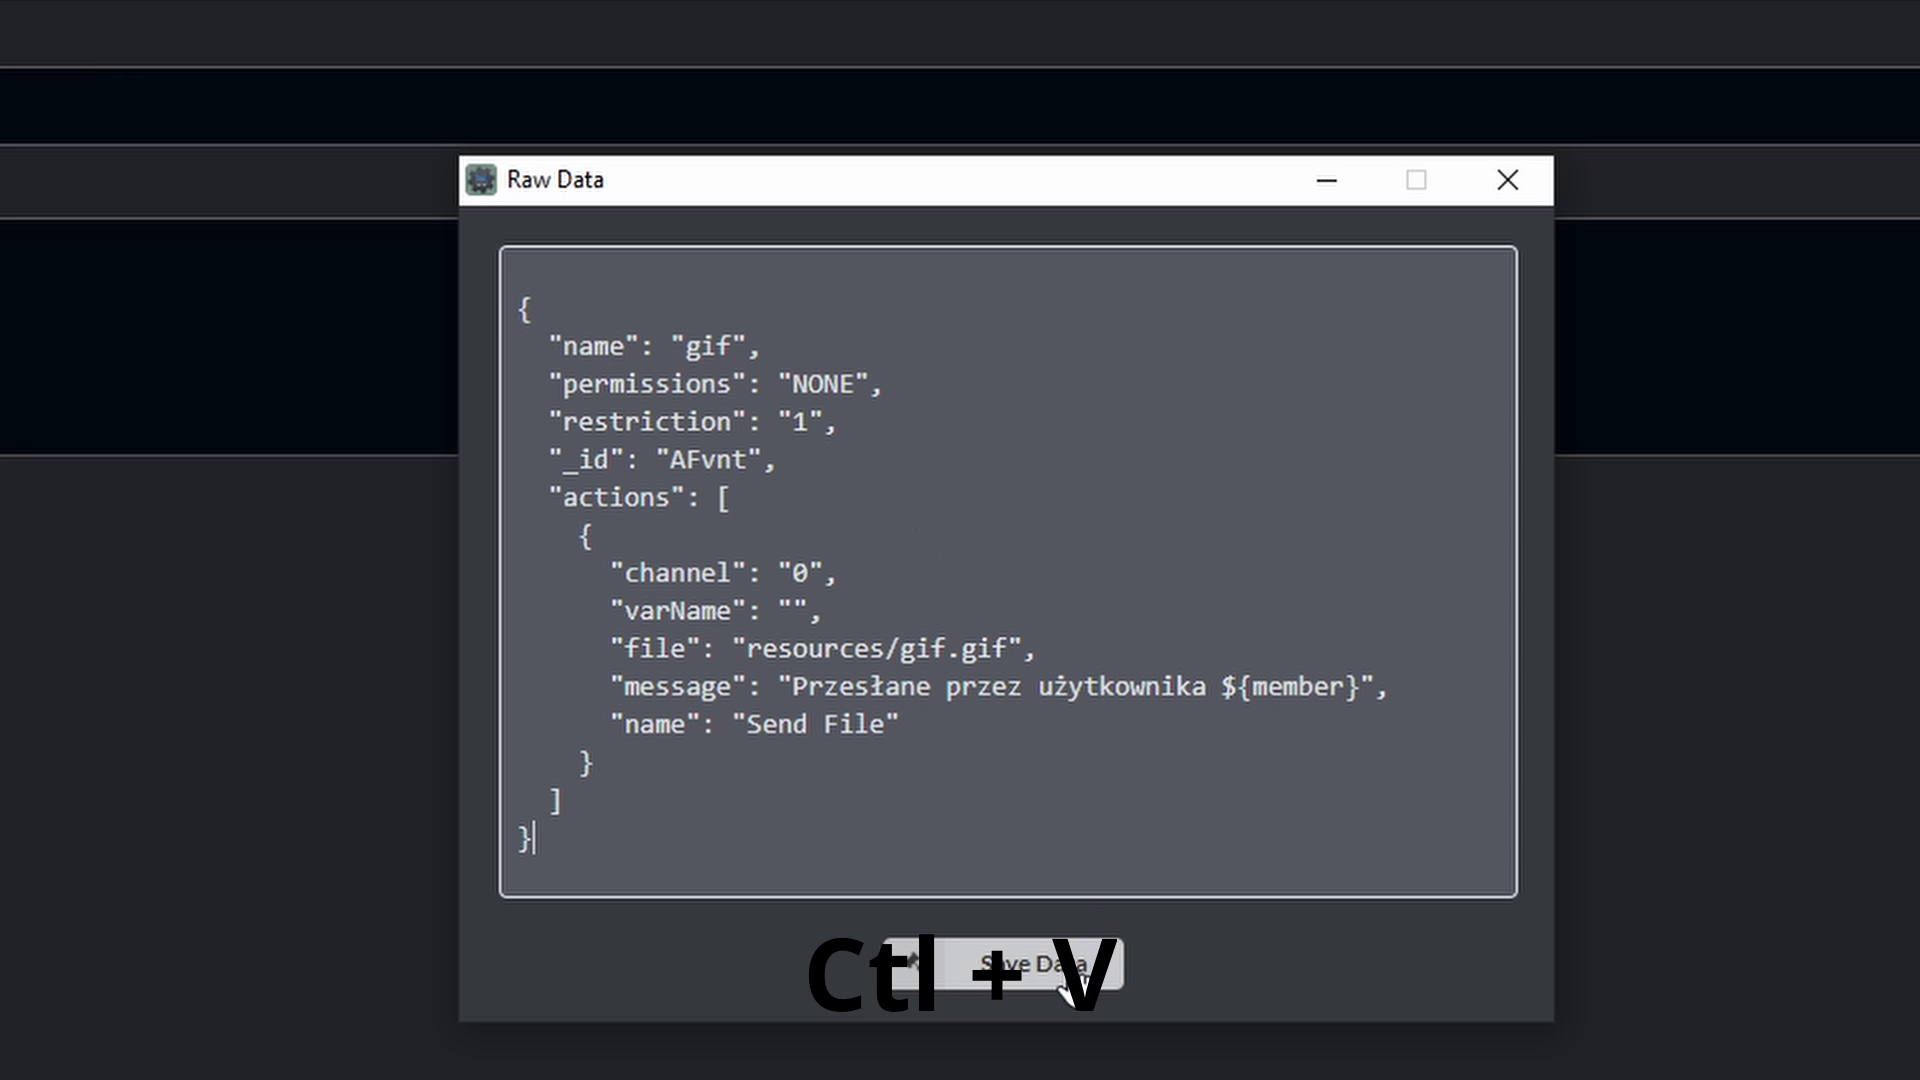 Raw Data
{
"name": "gif",
"permissions": "NONE",
"restriction": "1",
"_id": "AFvnt",
"actions": [
{
"channel": "0",
"varName": "",
"file": "resources/gif.gif",
"message": "Przesłane przez użytkownika ${member}",
"name": "Send File"
}
]
}
Save Data
Ctl + V